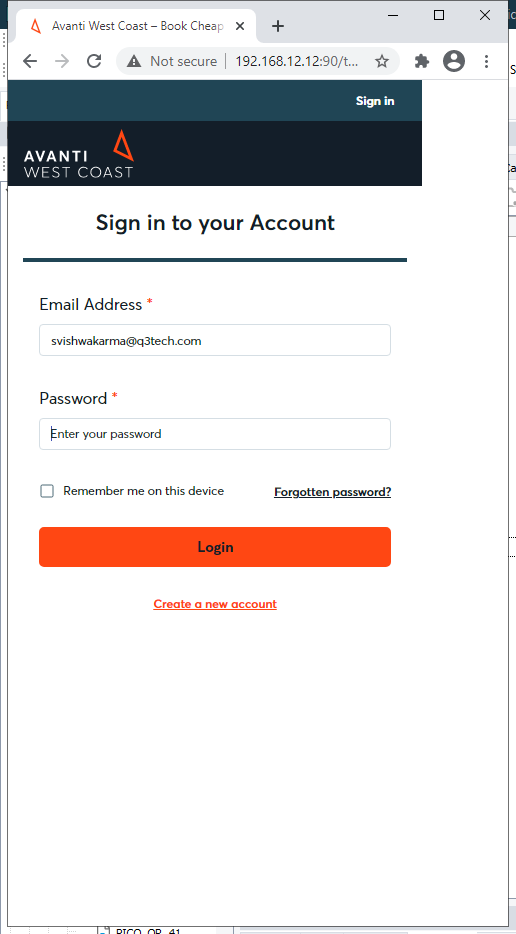 Avanti West Coast – Book Cheap
Not secure | 192.168.12.12:90/t...
Sign in
AVANTI
WEST COAST
Sign in to your Account
Email Address *
svishwakarma@q3tech.com
Password *
Enter your password
Remember me on this device
Forgotten password?
Login
Create a new account